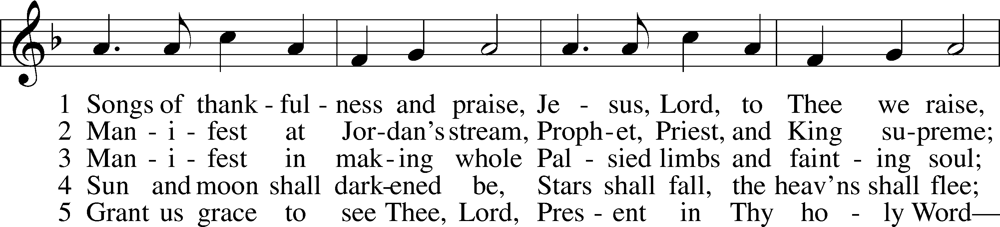 1 Songs of thank - ful - ness and praise, Je - sus, Lord, to Thee we raise,
2 Man - i - fest at Jor-dan's stream, Proph-et, Priest, and King su-preme;
3 Man - i - fest in mak-ing whole Pal - sied limbs and faint - ing soul;
4 Sun and moon shall dark-ened be, Stars shall fall, the heav'ns shall flee;
5 Grant us grace to see Thee, Lord, Pres - ent in Thy ho - ly Word—